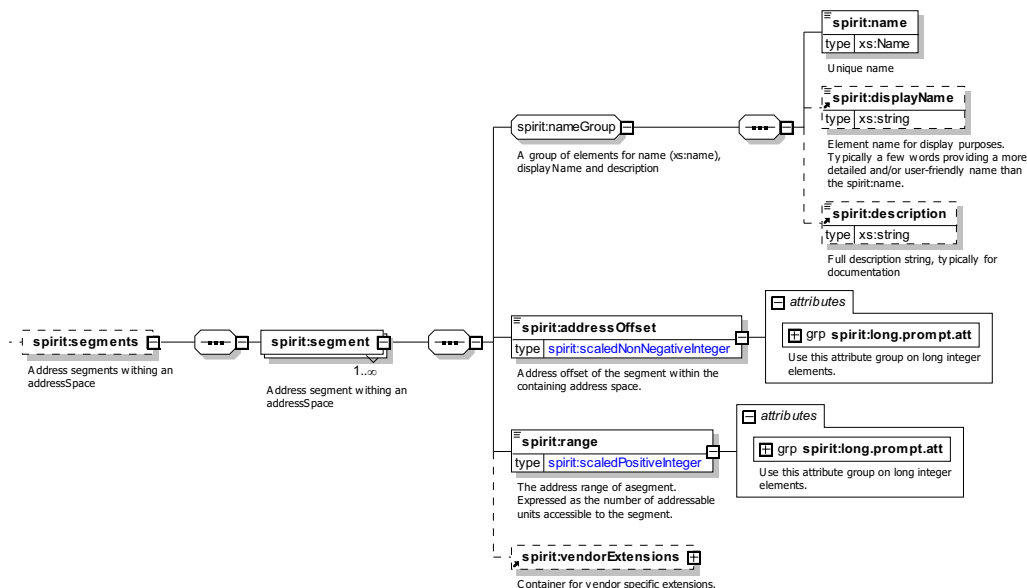 spirit:name
type xs:Name
Unique name
spirit:displayName
type xs:string
Element name for display purposes.
Typically a few words providing a more
detailed and/or user-friendly name than
the spirit:name.
spirit:description
type xs:string
Full description string, typically for
documentation
spirit:nameGroup
A group of elements for name (xs:name),
displayName and description
spirit:segments
Address segments withing an
addressSpace
spirit:segment
1..∞
Address segment withing an
addressSpace
spirit:addressOffset
type spirit:scaledNonNegativeInteger
Address offset of the segment within the
containing address space.
attributes
grp spirit:long.prompt.att
Use this attribute group on long integer
elements.
spirit:range
type spirit:scaledPositiveInteger
The address range of asegment.
Expressed as the number of addressable
units accessible to the segment.
attributes
grp spirit:long.prompt.att
Use this attribute group on long integer
elements.
spirit:vendorExtensions
Container for vendor specific extensions.